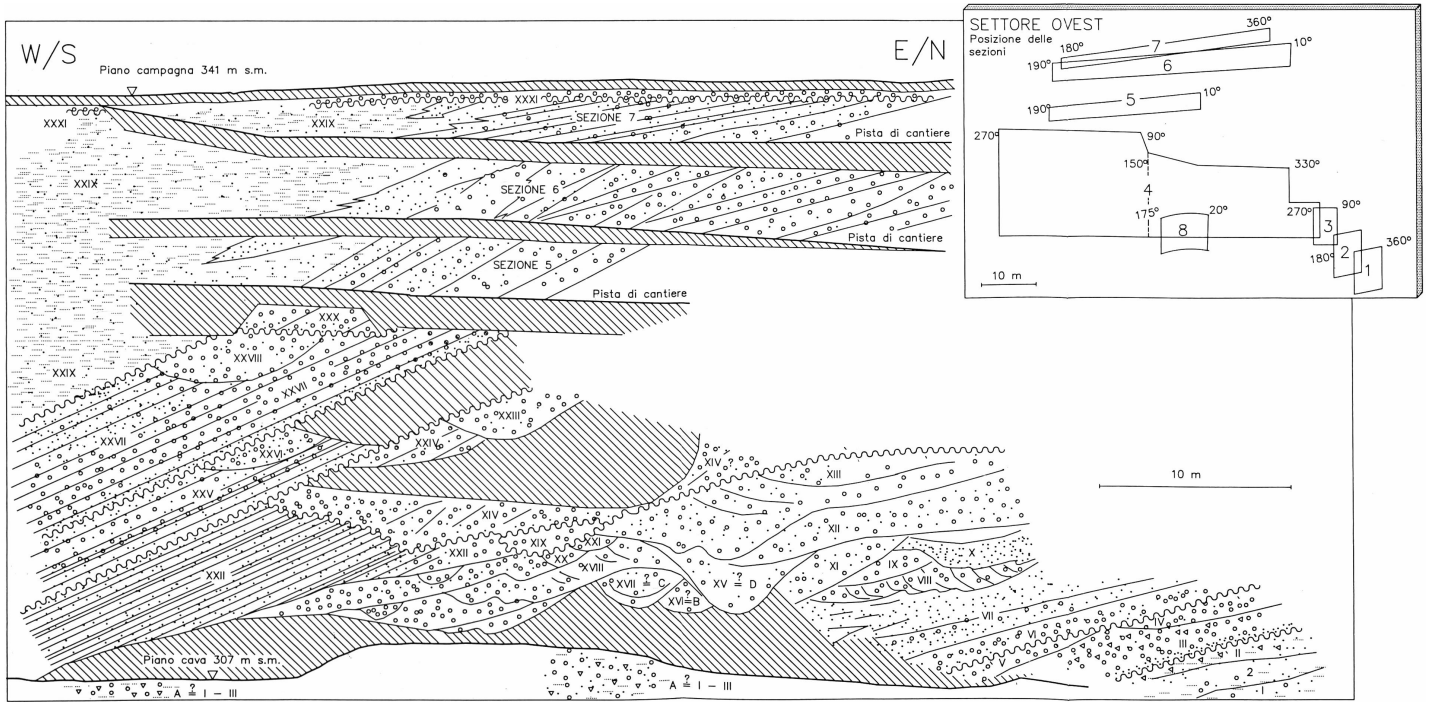 W/S
E/N
Piano campagna 341 m s.m.
XXXI
XXXI
XXIX
SEZIONE 7
Pista di cantiere
XXIX
SEZIONE 6
Pista di cantiere
SEZIONE 5
Pista di cantiere
XXX
XXVIII
XXIX
XXVII
XXVII
XXIII
XXIV
XXVI
XXV
XIV ?
XIII
XIV
XII
XXII
XIX
XXI
XX
XVIII
XI
IX
X
VIII
XXII
XVII ?= C
XV ?= D
XVI ?= B
VII
VI
IV
V
III
II
2
I
Piano cava 307 m s.m.
A ?= I – III
A ?= I – III
10 m
SETTORE OVEST
Posizione delle
sezioni
360°
180°
7
10°
190°
6
5
10°
190°
270°
90°
150°
330°
4
175°
20°
8
270°
90°
3
2
360°
180°
1
10 m